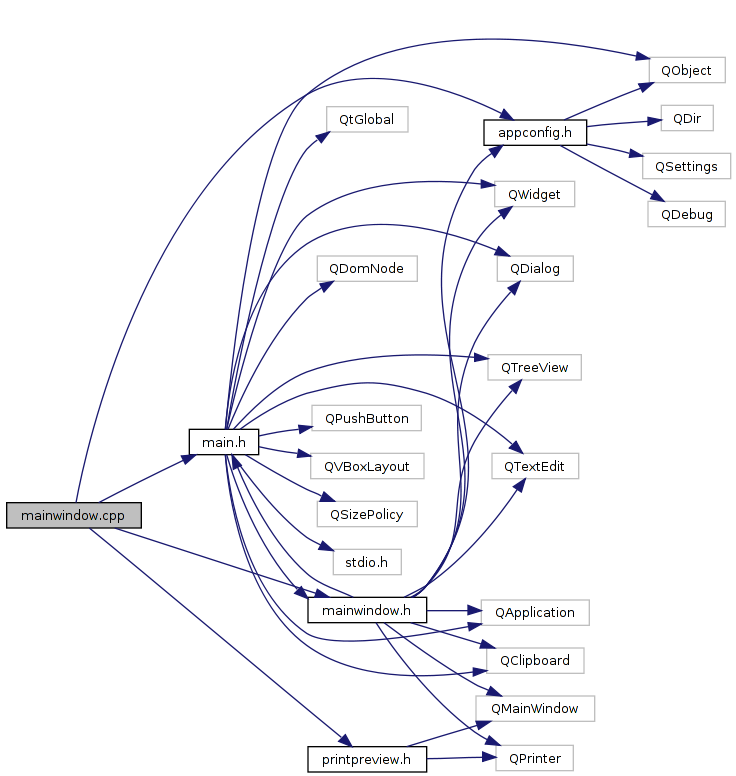 QObject
QtGlobal
QDir
appconfig.h
QSettings
QWidget
QDebug
QDomNode
QDialog
QTreeView
QPushButton
main.h
QVBoxLayout
QTextEdit
QSizePolicy
mainwindow.cpp
stdio.h
mainwindow.h
QApplication
QClipboard
QMainWindow
printpreview.h
QPrinter